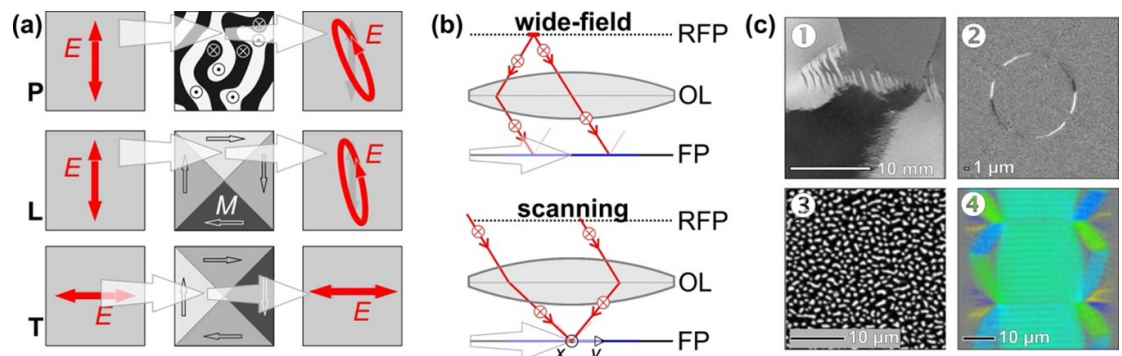 (a)
E
P
E
E
L
M
E
E
T
E
(b)
wide-field
RFP
OL
FP
scanning
RFP
OL
FP
x
y
(c)
1
10 mm
2
1 µm
3
10 µm
4
10 µm